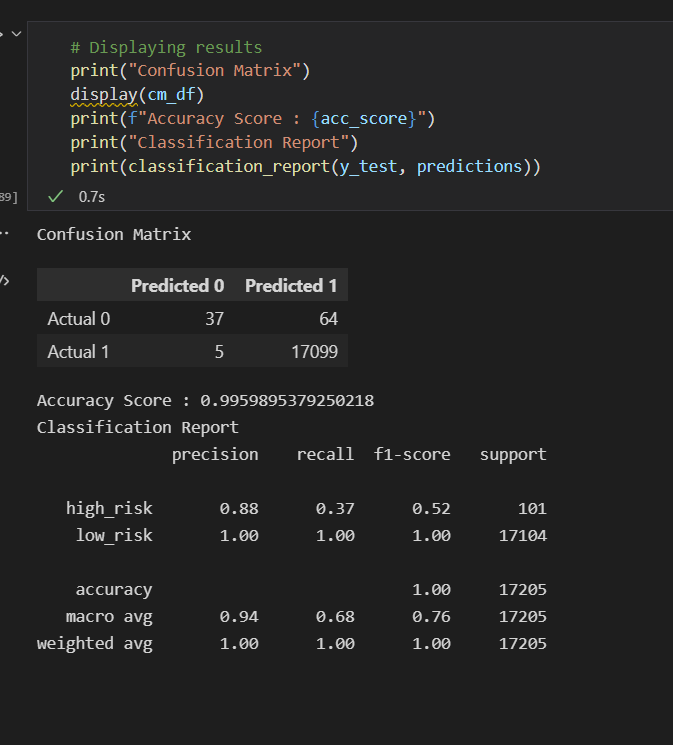 # Displaying results
print("Confusion Matrix")
display(cm_df)
print(f"Accuracy Score : {acc_score}")
print("Classification Report")
print(classification_report(y_test, predictions))
89] 0.7s
Confusion Matrix
Predicted 0 Predicted 1
Actual 0 37 64
Actual 1 5 17099
Accuracy Score : 0.9959895379250218
Classification Report
precision recall f1-score support
high_risk 0.88 0.37 0.52 101
low_risk 1.00 1.00 1.00 17104
accuracy 1.00 17205
macro avg 0.94 0.68 0.76 17205
weighted avg 1.00 1.00 1.00 17205